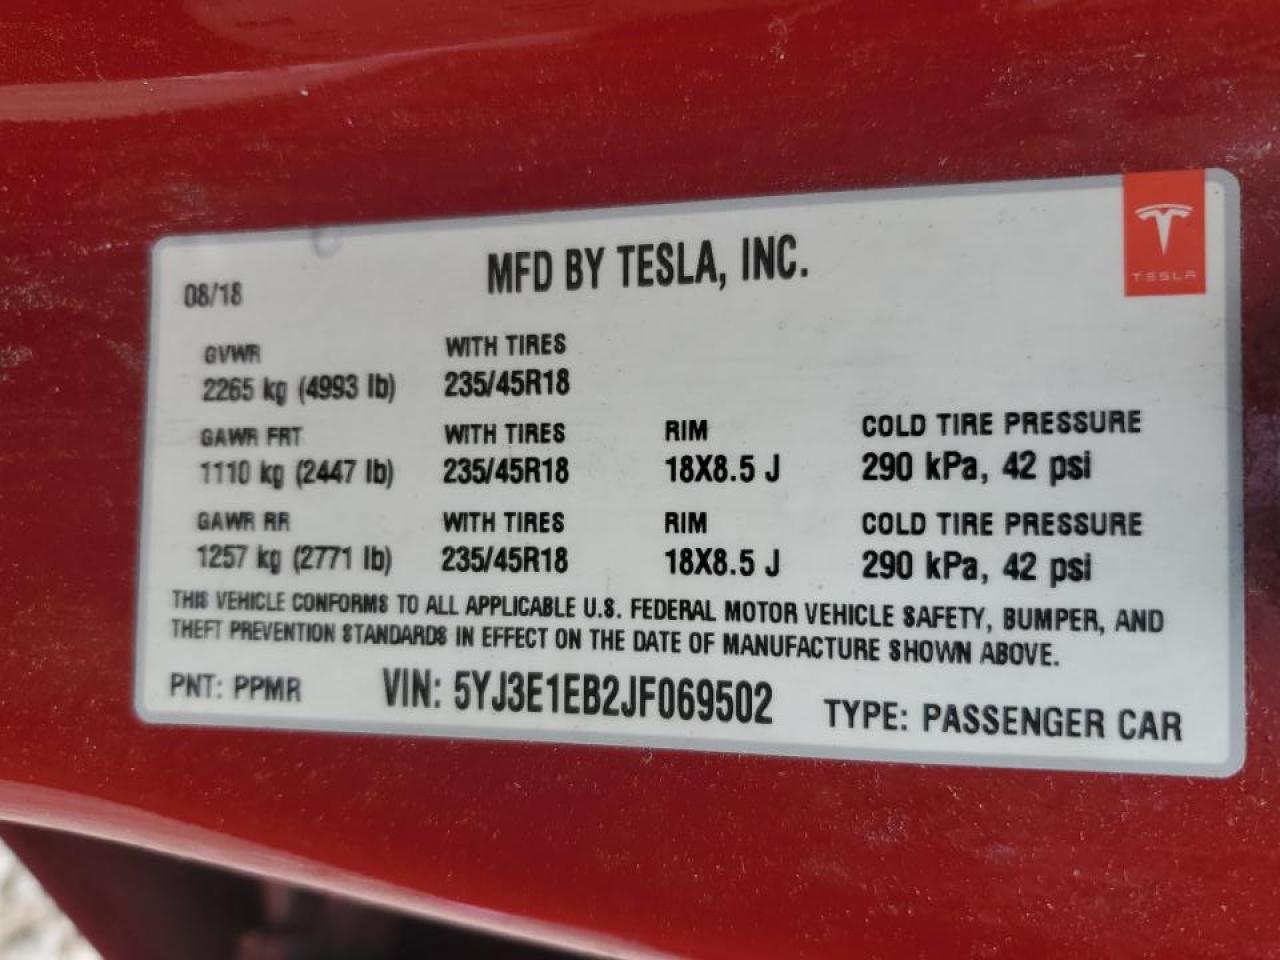 MFD BY TESLA, INC.
TESLA
08/18
GVWR WITH TIRES
2265 kg (4993 lb) 235/45R18
GAWR FRT WITH TIRES RIM COLD TIRE PRESSURE
1110 kg (2447 lb) 235/45R18 18X8.5 J 290 kPa, 42 psi
GAWR RR WITH TIRES RIM COLD TIRE PRESSURE
1257 kg (2771 lb) 235/45R18 18X8.5 J 290 kPa, 42 psi
THIS VEHICLE CONFORMS TO ALL APPLICABLE U.S. FEDERAL MOTOR VEHICLE SAFETY, BUMPER, AND
THEFT PREVENTION STANDARDS IN EFFECT ON THE DATE OF MANUFACTURE SHOWN ABOVE.
PNT: PPMR VIN: 5YJ3E1EB2JF069502 TYPE: PASSENGER CAR